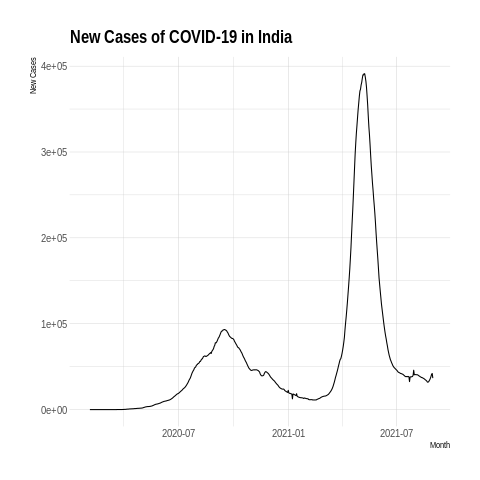 New Cases of COVID-19 in India
New Cases
4e+05
3e+05
2e+05
1e+05
0e+00
2020-07 2021-01 2021-07
Month